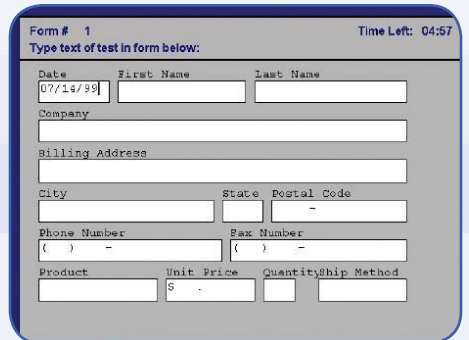 Form # 1 Time Left: 04:57
Type text of test in form below:
Date First Name Last Name
07/14/99
Company
Billing Address
City State Postal Code
-
Phone Number Fax Number
( ) - ( ) -
Product Unit Price Quantity Ship Method
$ .